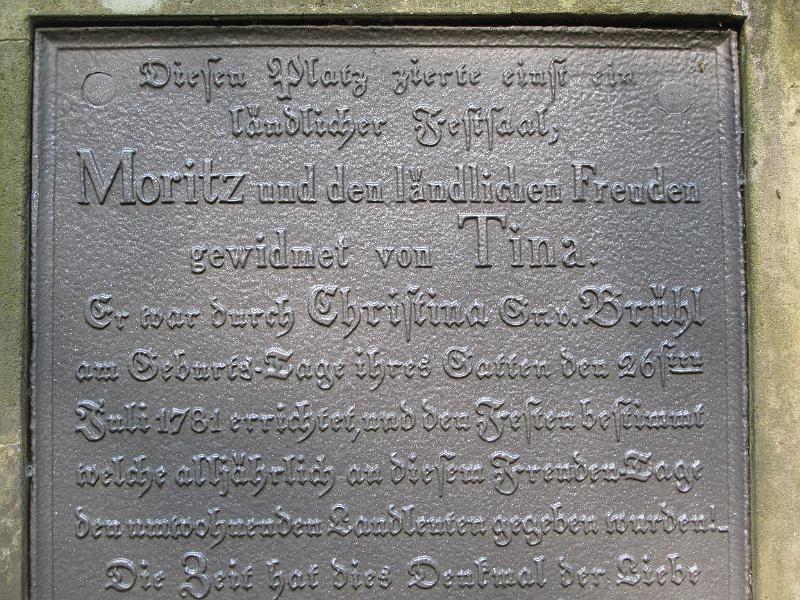 Diesen Platz zierte einst ein
ländlicher Festsaal,
Moritz und den ländlichen Freuden
gewidmet von Tina.
Er war durch Christina Grv. Brühl
am Geburts-Tage ihres Gatten den 26sten
Juli 1781 errichtet, und den Festen bestimmt
welche alljährlich an diesem Freuden-Tage
den umwohnenden Landleuten gegeben wurden!_
Die Zeit hat dies Denkmal der Liebe